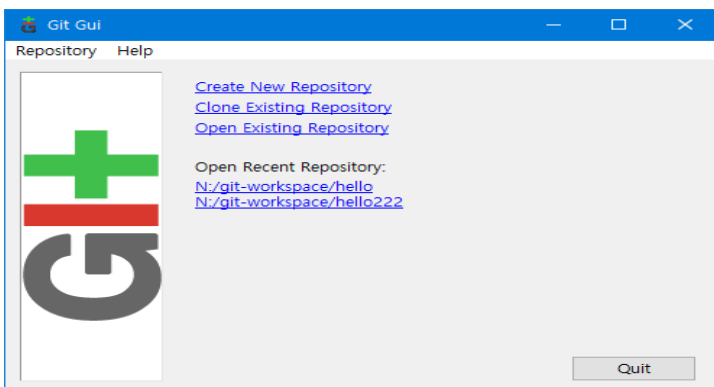 Git Gui
Repository Help
Create New Repository
Clone Existing Repository
Open Existing Repository
Open Recent Repository:
N:/git-workspace/hello
N:/git-workspace/hello222
GIt
Quit